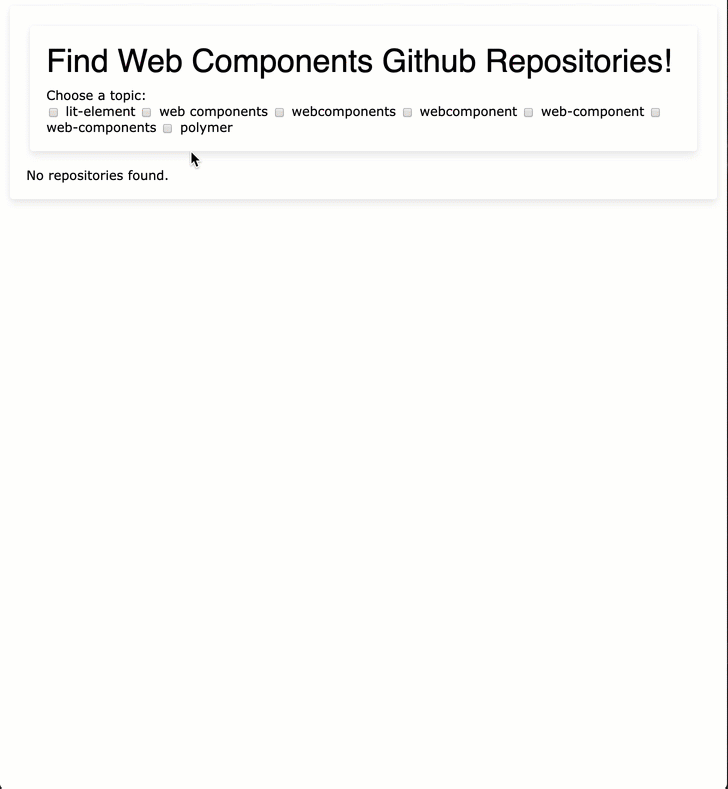 Find Web Components Github Repositories!
Choose a topic:
lit-element web components webcomponents webcomponent web-component
web-components polymer
No repositories found.